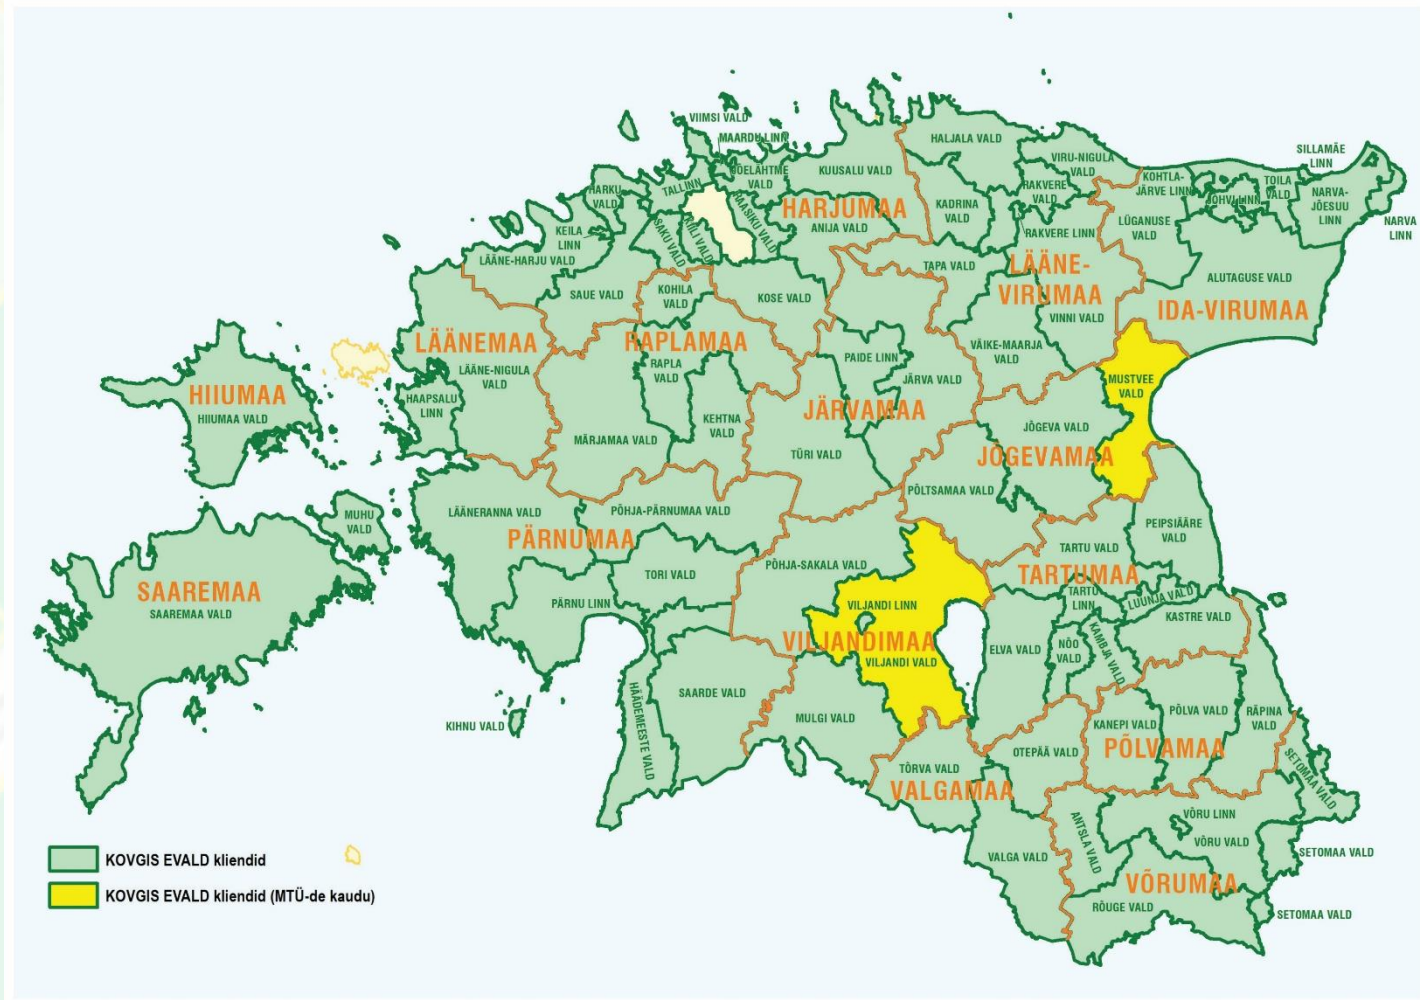 VIIMSI VALD
MAARDU LINN
HALJALA VALD
VIRU-NIGULA
VALD
SILLAMÄE
LINN
JOELÄHTME
VALD
KUUSALU VALD
KOHTLA-
JÄRVE LINN
TOILA
VALD
HARKU
VALD
TALLINN
RAKVERE
VALD
JÕHVI LINN
NARVA-
JÕESUU
LINN
RAASIKU VALD
HARJUMAA
KADRINA
VALD
NARVA
LINN
KEILA
LINN
SAKU VALD
ANIJA VALD
RAKVERE LINN
LÜGANUSE
VALD
LÄÄNE-HARJU VALD
TAPA VALD
LÄÄNE-
VIRUMAA
ALUTAGUSE VALD
SAUE VALD
KOHILA
VALD
KOSE VALD
IDA-VIRUMAA
VINNI VALD
LÄÄNEMAA
RAPLAMAA
VÄIKE-MAARJA
VALD
LÄÄNE-NIGULA
VALD
RAPLA
VALD
PAIDE LINN
MUSTVEE
VALD
HIIUMAA
HIIUMAA VALD
HAAPSALU
LINN
JÄRVA VALD
KEHTNA
VALD
JÄRVAMAA
JÕGEVA VALD
MÄRJAMAA VALD
TÜRI VALD
JÕGEVAMAA
PÕLTSAMAA VALD
MUHU
VALD
LÄÄNERANNA VALD
PÕHJA-PÄRNUMAA VALD
PEIPSIÄÄRE
VALD
PÄRNUMAA
TARTU VALD
PÕHJA-SAKALA VALD
TORI VALD
TARTUMAA
SAAREMAA
SAAREMAA VALD
TARTU
LINN
LUUNJA VALD
PÄRNU LINN
VILJANDI LINN
KASTRE VALD
VILJANDIMAA
VILJANDI VALD
ELVA VALD
NÕO
VALD
KAMBJA VALD
HÄÄDEMEESTE VALD
SAARDE VALD
KIHNU VALD
MULGI VALD
KANEPI VALD
PÕLVA VALD
RÄPINA
VALD
OTEPÄÄ VALD
PÕLVAMAA
TÕRVA VALD
VALGAMAA
SETOMAA VALD
ANTSLA VALD
VÕRU LINN
VÕRU VALD
VALGA VALD
SETOMAA VALD
VÕRUMAA
RÕUGE VALD
SETOMAA VALD
KOVGIS EVALD kliendid
KOVGIS EVALD kliendid (MTÜ-de kaudu)